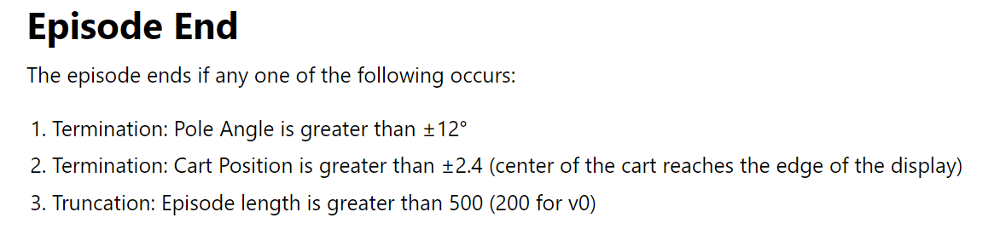 Episode End
The episode ends if any one of the following occurs:
1. Termination: Pole Angle is greater than ±12°
2. Termination: Cart Position is greater than ±2.4 (center of the cart reaches the edge of the display)
3. Truncation: Episode length is greater than 500 (200 for v0)